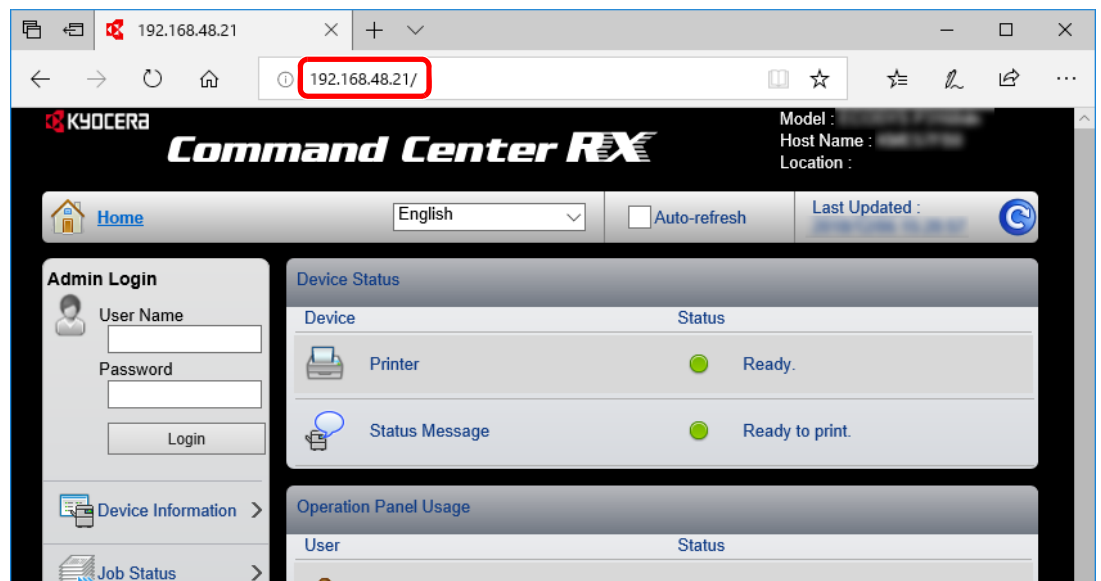 192.168.48.21
192.168.48.21/
KYOCERA
Command Center RX
Model :
Host Name :
Location :
Home
English
Auto-refresh
Last Updated :
Admin Login
User Name
Password
Login
Device Information
Job Status
Device Status
Device Status
Printer Ready.
Status Message Ready to print.
Operation Panel Usage
User Status